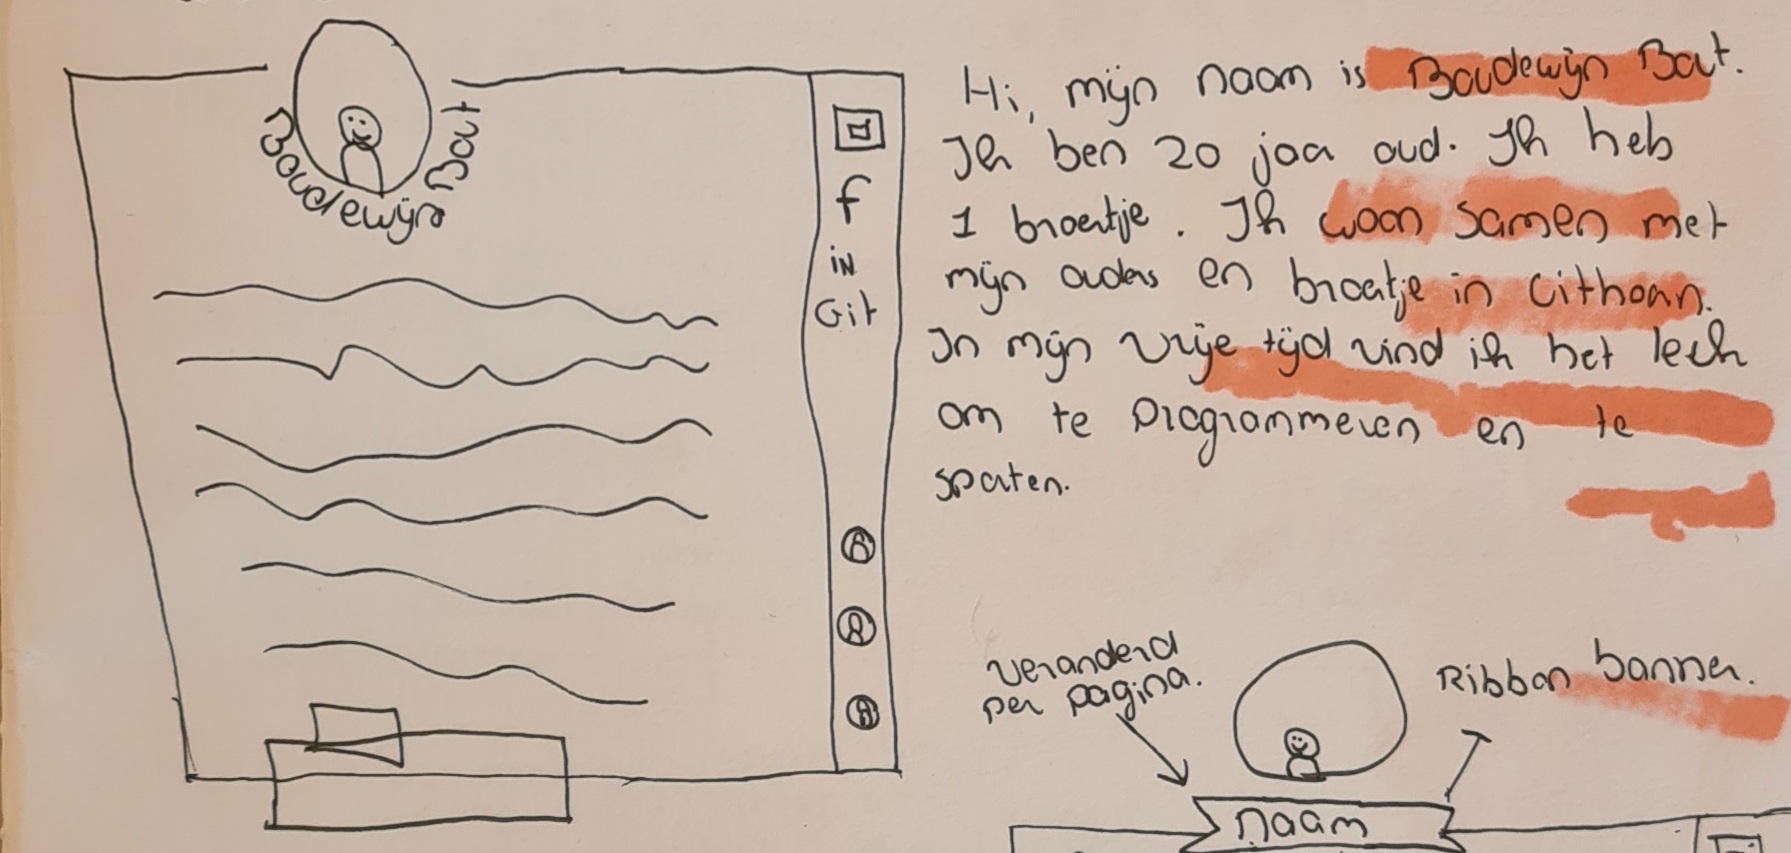 Boudewijn Bout
f
in
Git
Hi, mijn naam is Boudewijn Bout.
Ik ben 20 jaar oud. Ik heb
1 broertje. Ik woon samen met
mijn ouders en broertje in Githoorn.
In mijn vrije tijd vind ik het leuk
om te programmeren en te
sporten.
veranderd
per pagina.
Ribbon banner.
naam